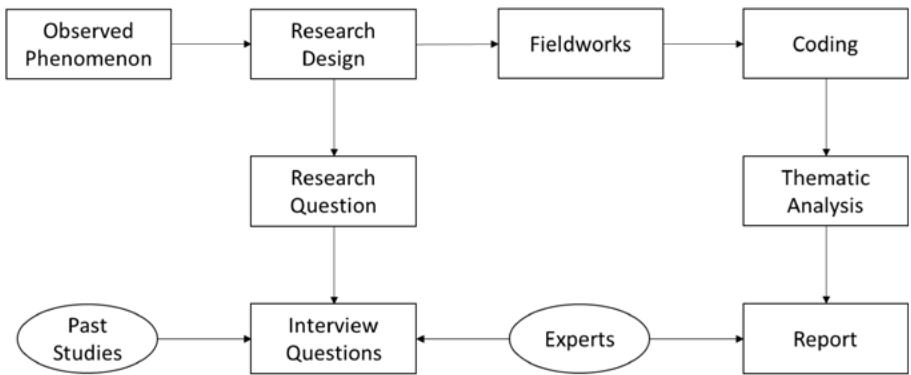 Observed
Phenomenon
Research
Design
Fieldworks
Coding
Research
Question
Thematic
Analysis
Past
Studies
Interview
Questions
Experts
Report